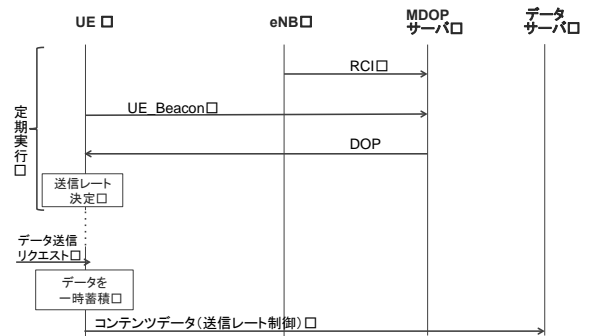 UE □
eNB□
MDOP
サーバ□
データ
サーバ□
RCI□
UE_Beacon□
定期実行□
DOP
送信レート
決定□
データ送信
リクエスト□
データを
一時蓄積□
コンテンツデータ（送信レート制御）□